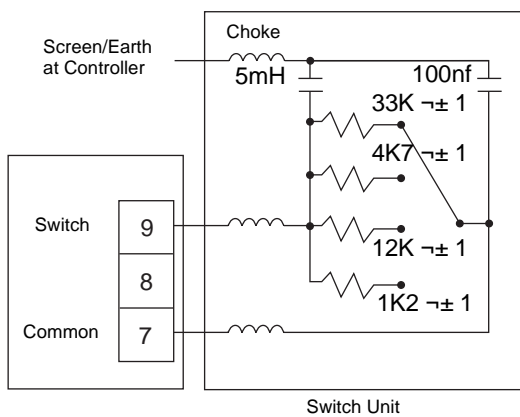 Choke
Screen/Earth
at Controller
5mH
100nf
33K ¬± 1
4K7 ¬± 1
Switch
9
12K ¬± 1
8
1K2 ¬± 1
Common
7
Switch Unit